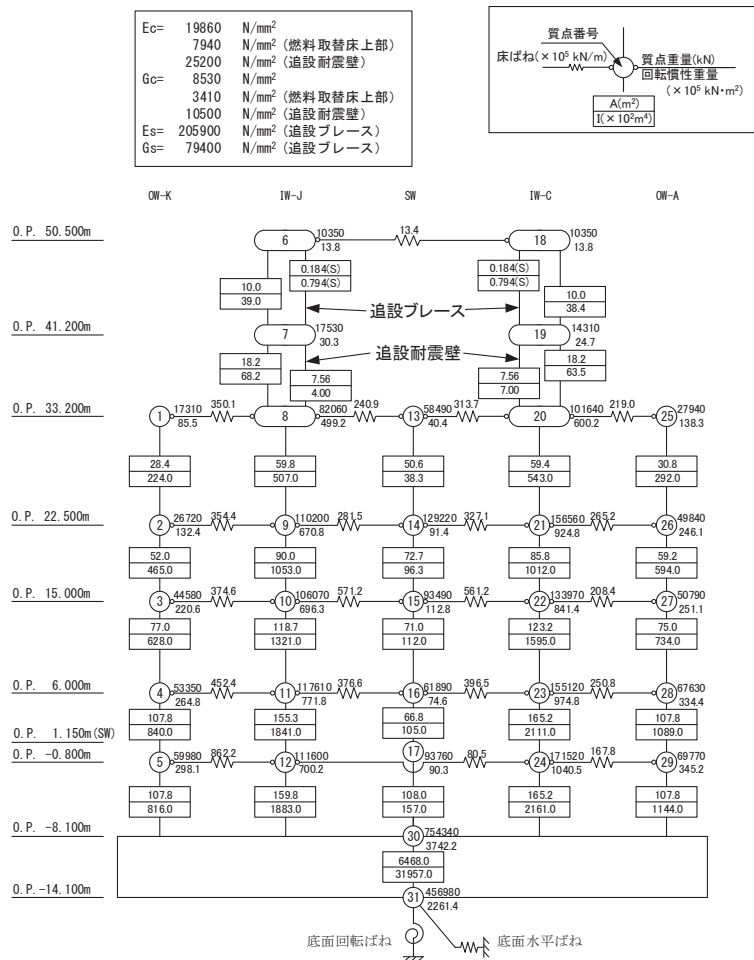 Ec= 19860 N/mm²
7940 N/mm² (燃料取替床上部)
25200 N/mm² (追設耐震壁)
Gc= 8530 N/mm²
3410 N/mm² (燃料取替床上部)
10500 N/mm² (追設耐震壁)
Es= 205900 N/mm² (追設ブレース)
Gs= 79400 N/mm² (追設ブレース)
質点番号
床ばね(×10⁵ kN/m)
質点重量(kN)
回転慣性重量
(×10⁵ kN・m²)
A(m²)
I(×10²m⁴)
OW-K IW-J SW IW-C OW-A
O.P. 50.500m
6 10350 13.4 18 10350
13.8 13.8
0.184(S) 0.184(S)
0.794(S) 0.794(S)
10.0 10.0
39.0 38.4
追設ブレース
O.P. 41.200m
7 17530 19 14310
30.3 24.7
追設耐震壁
18.2 18.2
68.2 63.5
7.56 7.56
4.00 7.00
O.P. 33.200m
1 17310 350.1 8 82060 240.9 13 58490 313.7 20 101640 219.0 25 27940
85.5 499.2 40.4 600.2 138.3
28.4 59.8 50.6 59.4 30.8
224.0 507.0 38.3 543.0 292.0
O.P. 22.500m
2 26720 354.4 9 110200 281.5 14 129220 327.1 21 156560 265.2 26 49840
132.4 670.8 91.4 924.8 246.1
52.0 90.0 72.7 85.8 59.2
465.0 1053.0 96.3 1012.0 594.0
O.P. 15.000m
3 44580 374.6 10 106070 571.2 15 93490 561.2 22 133970 208.4 27 50790
220.6 696.3 112.8 841.4 251.1
77.0 118.7 71.0 123.2 75.0
628.0 1321.0 112.0 1595.0 734.0
O.P. 6.000m
4 53350 452.4 11 117610 376.6 16 61890 396.5 23 155120 250.8 28 67630
264.8 771.8 74.6 974.8 334.4
107.8 155.3 66.8 165.2 107.8
840.0 1841.0 105.0 2111.0 1089.0
O.P. 1.150m(SW)
O.P. -0.800m
5 59980 862.2 12 111600 17 93760 80.5 24 171520 167.8 29 69770
298.1 700.2 90.3 1040.5 345.2
107.8 159.8 108.0 165.2 107.8
816.0 1883.0 157.0 2161.0 1144.0
O.P. -8.100m
30 754340
3742.2
6468.0
31957.0
O.P.-14.100m
31 456980
2261.4
底面回転ばね 底面水平ばね